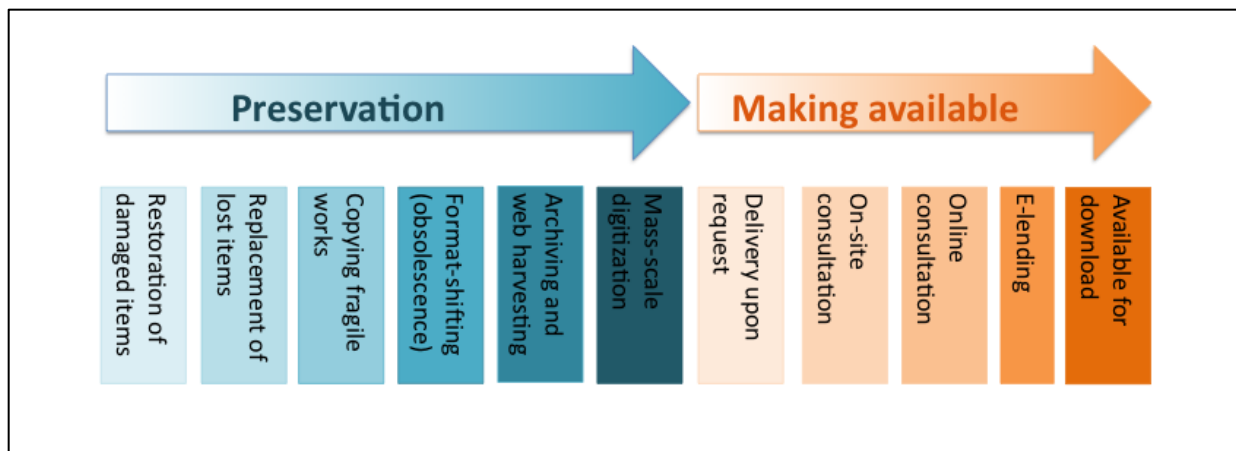 Preservation
Making available
Restoration of
damaged items
Replacement of
lost items
Copying fragile
works
Format-shifting
(obsolescence)
Archiving and
web harvesting
Mass-scale
digitization
Delivery upon
request
On-site
consultation
Online
consultation
E-lending
Available for
download